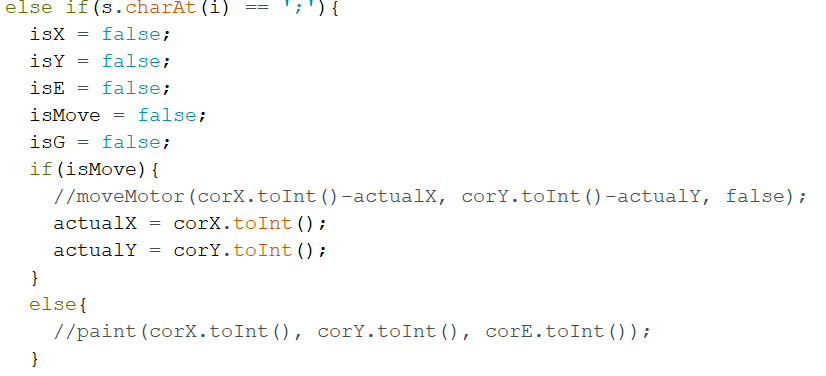 else if(s.charAt(i) == ';'){
isX = false;
isY = false;
isE = false;
isMove = false;
isG = false;
if(isMove){
//moveMotor(corX.toInt()-actualX, corY.toInt()-actualY, false);
actualX = corX.toInt();
actualY = corY.toInt();
}
else{
//paint(corX.toInt(), corY.toInt(), corE.toInt());
}